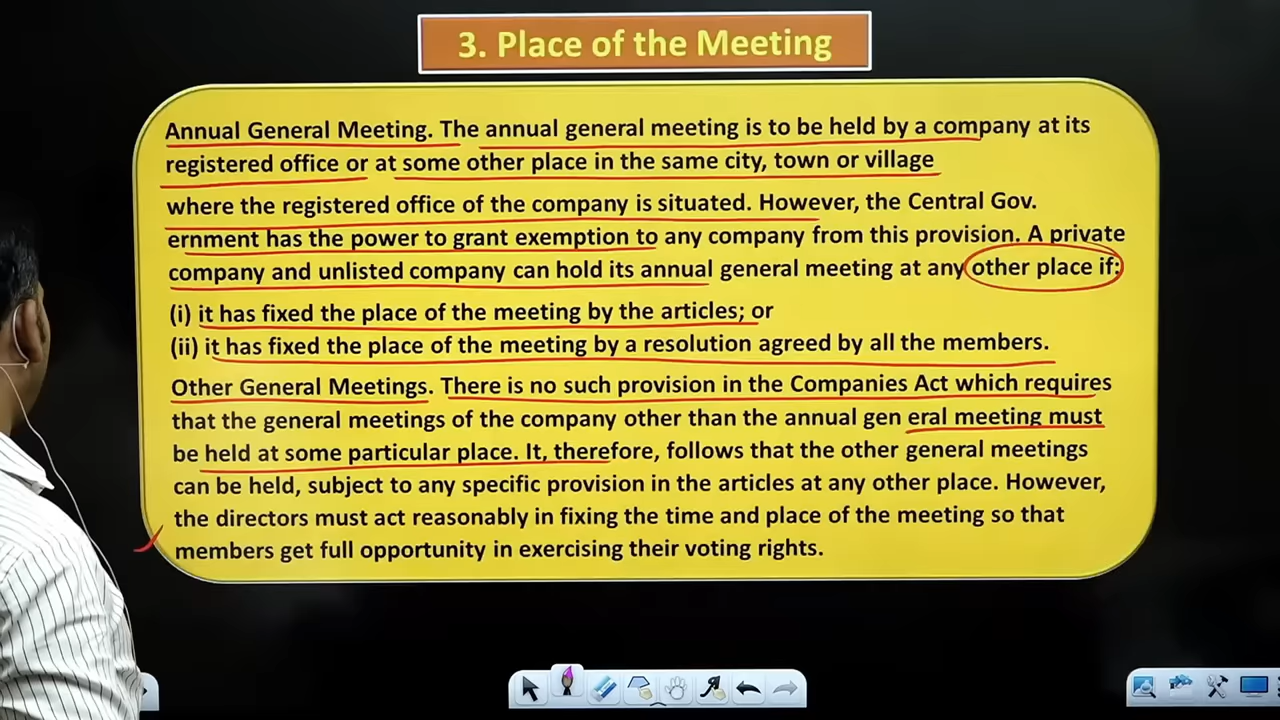 3. Place of the Meeting
Annual General Meeting. The annual general meeting is to be held by a company at its
registered office or at some other place in the same city, town or village
where the registered office of the company is situated. However, the Central Gov.
ernment has the power to grant exemption to any company from this provision. A private
company and unlisted company can hold its annual general meeting at any other place if:
(i) it has fixed the place of the meeting by the articles; or
(ii) it has fixed the place of the meeting by a resolution agreed by all the members.
Other General Meetings. There is no such provision in the Companies Act which requires
that the general meetings of the company other than the annual gen eral meeting must
be held at some particular place. It, therefore, follows that the other general meetings
can be held, subject to any specific provision in the articles at any other place. However,
the directors must act reasonably in fixing the time and place of the meeting so that
members get full opportunity in exercising their voting rights.